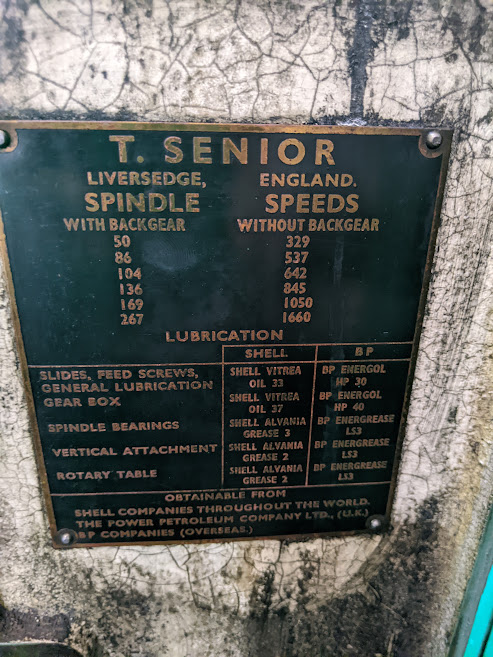 T. SENIOR
LIVERSEDGE, ENGLAND.
SPINDLE SPEEDS
WITH BACKGEAR WITHOUT BACKGEAR
50 329
86 537
104 642
136 845
169 1050
267 1660
LUBRICATION
SHELL BP
SLIDES, FEED SCREWS, SHELL VITREA BP ENERGOL
GENERAL LUBRICATION OIL 33 HP 30
GEAR BOX SHELL VITREA BP ENERGOL
OIL 37 HP 40
SPINDLE BEARINGS SHELL ALVANIA BP ENERGREASE
GREASE 3 LS3
VERTICAL ATTACHMENT SHELL ALVANIA BP ENERGREASE
GREASE 2 LS3
ROTARY TABLE SHELL ALVANIA BP ENERGREASE
GREASE 2 LS3
OBTAINABLE FROM
SHELL COMPANIES THROUGHOUT THE WORLD.
THE POWER PETROLEUM COMPANY LTD., (U.K.)
BP COMPANIES (OVERSEAS.)